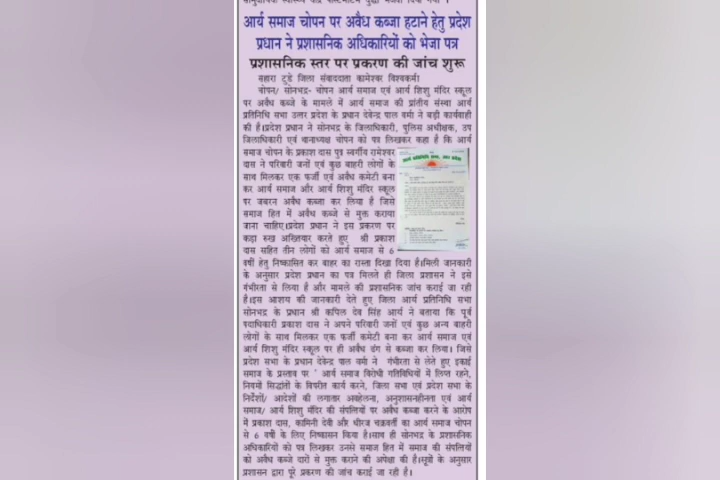 आर्य समाज चोपन पर अवैध कब्जा हटाने हेतु प्रदेश
प्रधान ने प्रशासनिक अधिकारियों को भेजा पत्र
प्रशासनिक स्तर पर प्रकरण की जांच शुरू
सहारा टुडे जिला संवाददाता कामेश्वर विश्वकर्मा
चोपन/ सोनभद्र- चोपन आर्य समाज एवं आर्य शिशु मंदिर स्कूल
पर अवैध कब्जे के मामले में आर्य समाज की प्रांतीय संस्था आर्य
प्रतिनिधि सभा उत्तर प्रदेश के प्रधान देवेन्द्र पाल वर्मा ने बड़ी कार्यवाही
की है।प्रदेश प्रधान ने सोनभद्र के जिलाधिकारी, पुलिस अधीक्षक, उप
जिलाधिकारी एवं थानाध्यक्ष चोपन को पत्र लिखकर कहा है कि आर्य
समाज चोपन के प्रकाश दास पुत्र स्वर्गीय रामेश्वर
दास ने परिवारी जनों एवं कुछ बाहरी लोगों के
साथ मिलकर एक फर्जी एवं अवैध कमेटी बना
कर आर्य समाज और आर्य शिशु मंदिर स्कूल
पर जबरन अवैध कब्जा कर लिया है जिसे
समाज हित में अवैध कब्जे से मुक्त कराया
जाना चाहिए।प्रदेश प्रधान ने इस प्रकरण पर
कड़ा रुख अख्तियार करते हुए श्री प्रकाश
दास सहित तीन लोगों को आर्य समाज से 6
वर्षों हेतु निष्कासित कर बाहर का रास्ता दिखा दिया है।मिली जानकारी
के अनुसार प्रदेश प्रधान का पत्र मिलते ही जिला प्रशासन ने इसे
गंभीरता से लिया है और मामले की प्रशासनिक जांच कराई जा रही
है।इस आशय की जानकारी देते हुए जिला आर्य प्रतिनिधि सभा
सोनभद्र के प्रधान श्री कपिल देव सिंह आर्य ने बताया कि पूर्व
पदाधिकारी प्रकाश दास ने अपने परिवारी जनों एवं कुछ अन्य बाहरी
लोगों के साथ मिलकर एक फर्जी कमेटी बना कर आर्य समाज एवं
आर्य शिशु मंदिर स्कूल पर ही अवैध ढंग से कब्जा कर लिया। जिसे
प्रदेश सभा के प्रधान देवेन्द्र पाल वर्मा ने गंभीरता से लेते हुए इकाई
समाज के प्रस्ताव पर ' आर्य समाज विरोधी गतिविधियों में लिप्त रहने,
नियमों सिद्धांतों के विपरीत कार्य करने, जिला सभा एवं प्रदेश सभा के
निर्देशों/ आदेशों की लगातार अवहेलना, अनुशासनहीनता एवं आर्य
समाज/ आर्य शिशु मंदिर की संपत्तियों पर अवैध कब्जा करने के आरोप
में प्रकाश दास, कामिनी देवी और धीरज चक्रवर्ती का आर्य समाज चोपन
से 6 वर्षों के लिए निष्कासन किया है।साथ ही सोनभद्र के प्रशासनिक
अधिकारियों को पत्र लिखकर उनसे समाज हित में समाज की संपत्तियों
को अवैध कब्जे दारों से मुक्त कराने की अपेक्षा की है।सूत्रों के अनुसार
प्रशासन द्वारा पूरे प्रकरण की जांच कराई जा रही है।